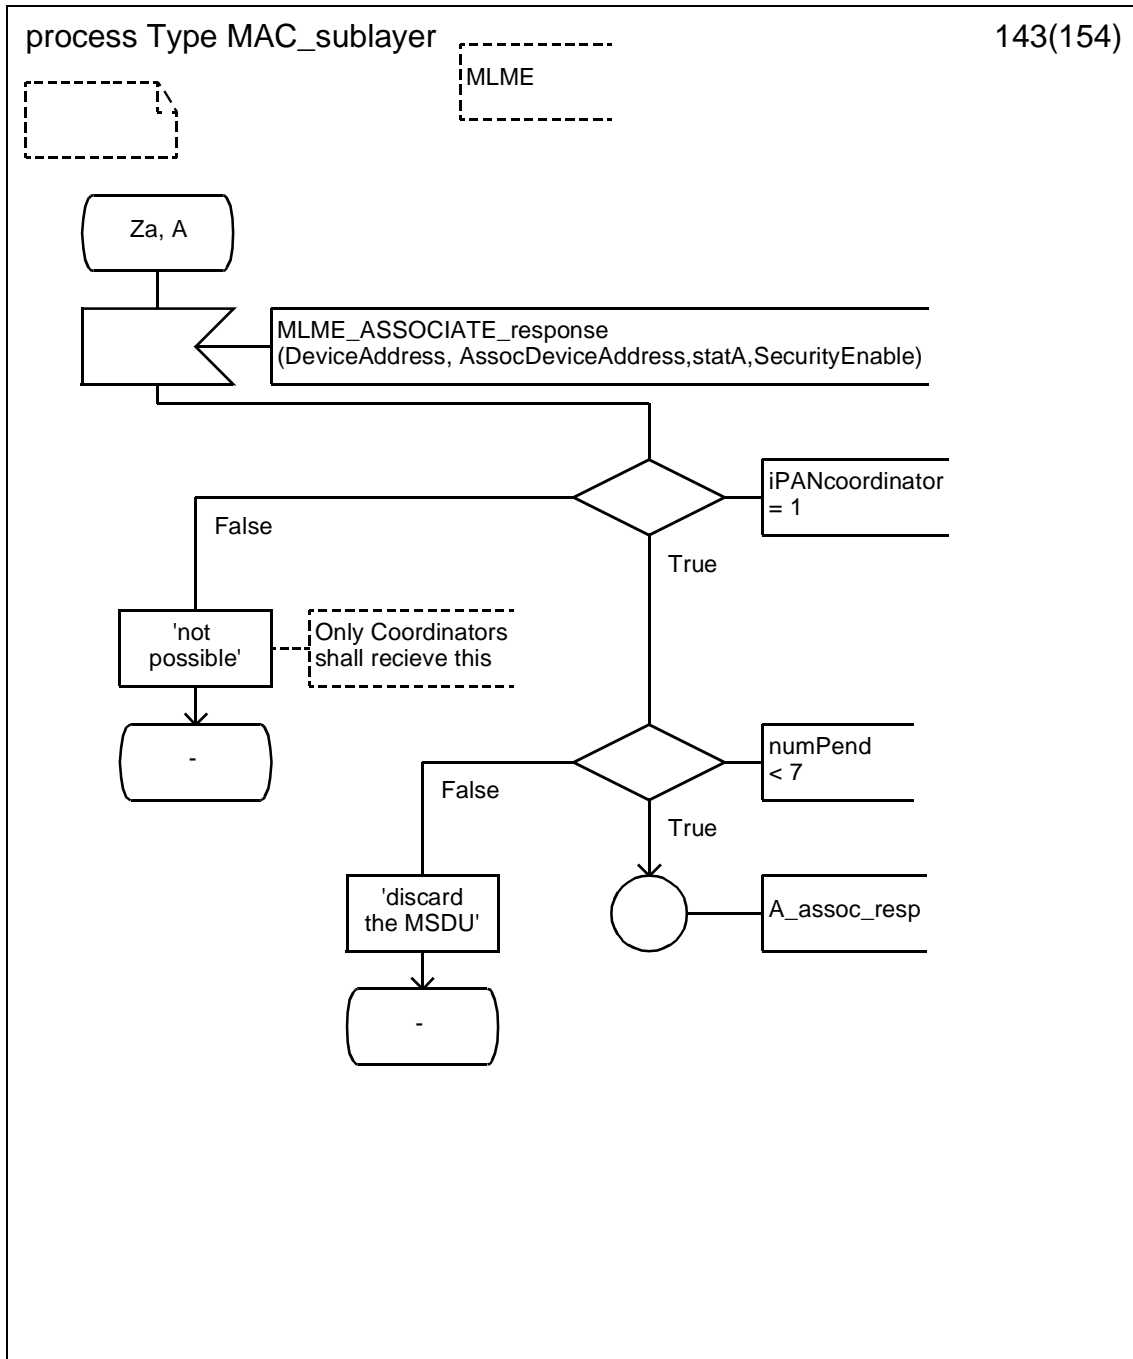 process Type MAC_sublayer
143(154)
MLME
Za, A
MLME_ASSOCIATE_response
(DeviceAddress, AssocDeviceAddress,statA,SecurityEnable)
iPANcoordinator
= 1
False
True
'not
possible'
Only Coordinators
shall recieve this
-
numPend
< 7
False
True
'discard
the MSDU'
A_assoc_resp
-